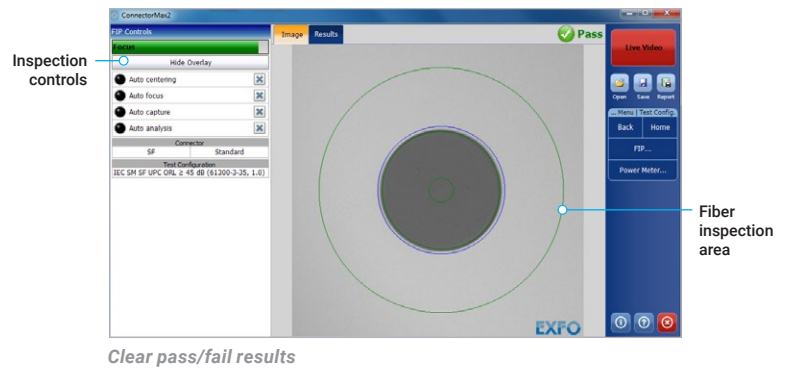 ConnectorMax2
FIP Controls
Focus
Hide Overlay
Auto centering
Auto focus
Auto capture
Auto analysis
Connector
SF Standard
Test Configuration
IEC SM SF UPC ORL ≥ 45 dB (61300-3-35, 1.0)
Image Results
Pass
EXFO
Live Video
Open Save Report
... Menu | Test Config.
Back Home
FIP...
Power Meter...
Inspection
controls
Fiber
inspection
area
Clear pass/fail results